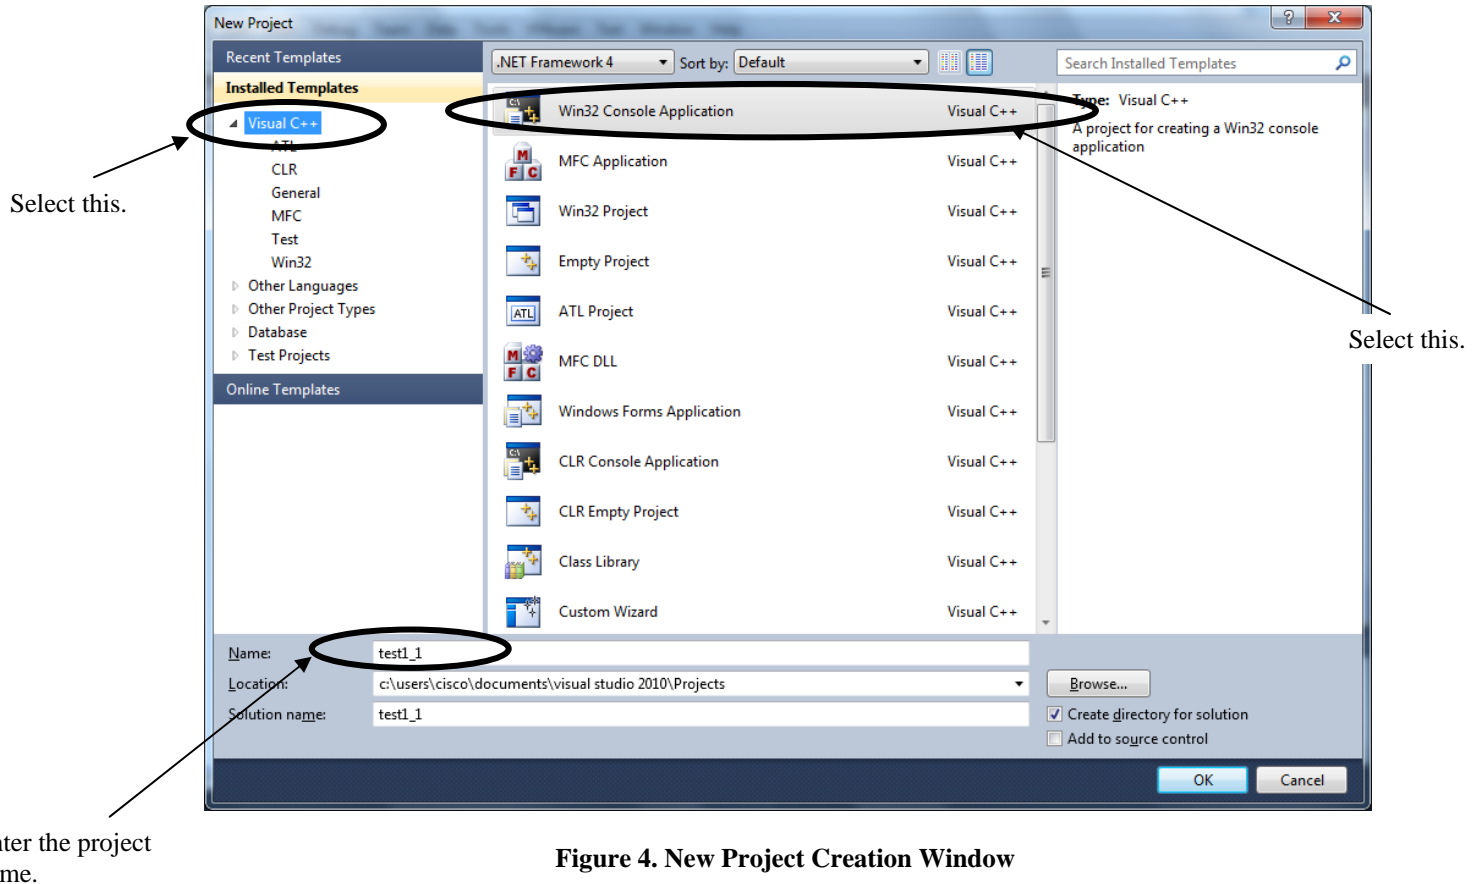 New Project
Recent Templates
Installed Templates
Visual C++
ATL
CLR
General
MFC
Test
Win32
Other Languages
Other Project Types
Database
Test Projects
Online Templates
.NET Framework 4
Sort by: Default
Search Installed Templates
Win32 Console Application Visual C++
MFC Application Visual C++
Win32 Project Visual C++
Empty Project Visual C++
ATL Project Visual C++
MFC DLL Visual C++
Windows Forms Application Visual C++
CLR Console Application Visual C++
CLR Empty Project Visual C++
Class Library Visual C++
Custom Wizard Visual C++
Type: Visual C++
A project for creating a Win32 console
application
Select this.
Select this.
Name: test1_1
Location: c:\users\cisco\documents\visual studio 2010\Projects
Browse...
Solution name: test1_1
Create directory for solution
Add to source control
OK
Cancel
nter the project
me.
Figure 4. New Project Creation Window